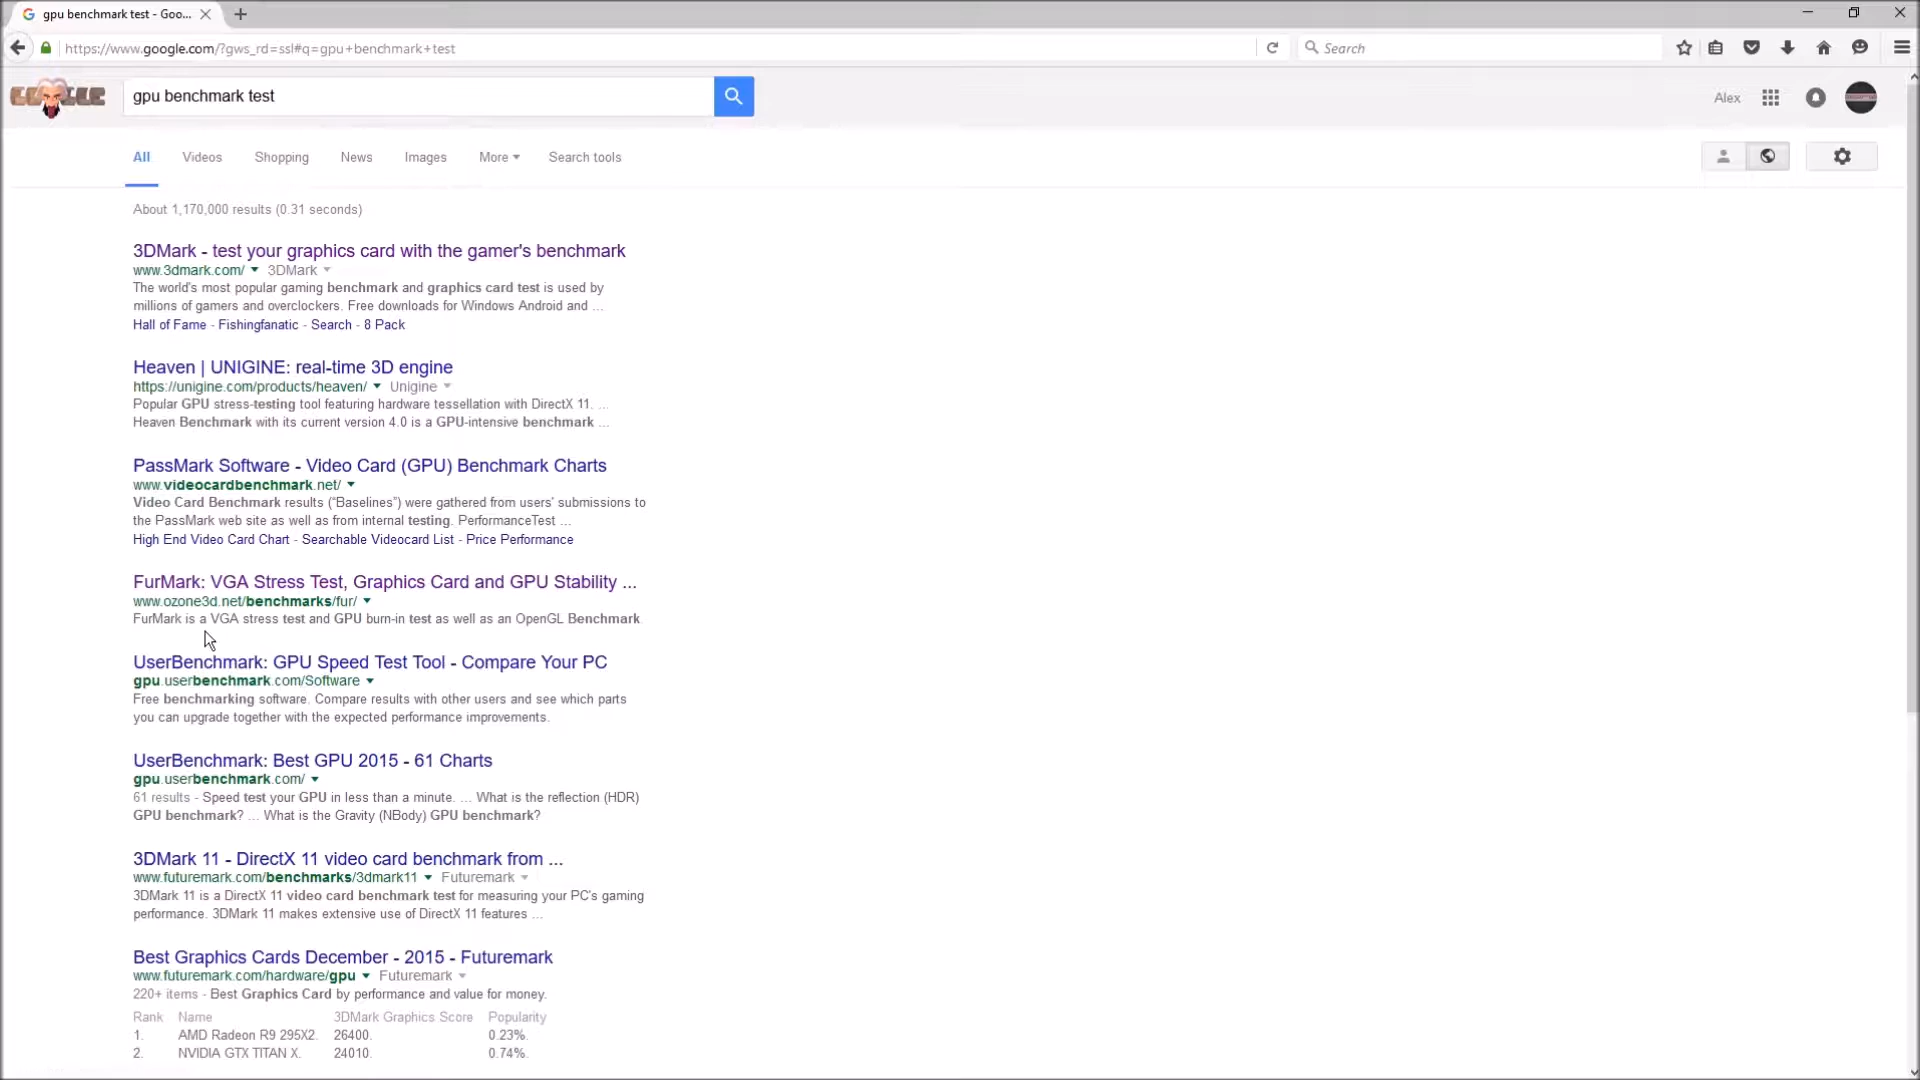 gpu benchmark test - Goo...
https://www.google.com/?gws_rd=ssl#q=gpu+benchmark+test
Search
gpu benchmark test
Alex
All Videos Shopping News Images More Search tools
About 1,170,000 results (0.31 seconds)
3DMark - test your graphics card with the gamer's benchmark
www.3dmark.com/ 3DMark
The world's most popular gaming benchmark and graphics card test is used by
millions of gamers and overclockers. Free downloads for Windows Android and ...
Hall of Fame - Fishingfanatic - Search - 8 Pack
Heaven | UNIGINE: real-time 3D engine
https://unigine.com/products/heaven/ Unigine
Popular GPU stress-testing tool featuring hardware tessellation with DirectX 11. ...
Heaven Benchmark with its current version 4.0 is a GPU-intensive benchmark ...
PassMark Software - Video Card (GPU) Benchmark Charts
www.videocardbenchmark.net/
Video Card Benchmark results (“Baselines”) were gathered from users' submissions to
the PassMark web site as well as from internal testing. PerformanceTest ...
High End Video Card Chart - Searchable Videocard List - Price Performance
FurMark: VGA Stress Test, Graphics Card and GPU Stability ...
www.ozone3d.net/benchmarks/fur/
FurMark is a VGA stress test and GPU burn-in test as well as an OpenGL Benchmark.
UserBenchmark: GPU Speed Test Tool - Compare Your PC
gpu.userbenchmark.com/Software
Free benchmarking software. Compare results with other users and see which parts
you can upgrade together with the expected performance improvements.
UserBenchmark: Best GPU 2015 - 61 Charts
gpu.userbenchmark.com/
61 results - Speed test your GPU in less than a minute. ... What is the reflection (HDR)
GPU benchmark? ... What is the Gravity (NBody) GPU benchmark?
3DMark 11 - DirectX 11 video card benchmark from ...
www.futuremark.com/benchmarks/3dmark11 Futuremark
3DMark 11 is a DirectX 11 video card benchmark test for measuring your PC's gaming
performance. 3DMark 11 makes extensive use of DirectX 11 features ...
Best Graphics Cards December - 2015 - Futuremark
www.futuremark.com/hardware/gpu Futuremark
220+ items - Best Graphics Card by performance and value for money.
Rank Name 3DMark Graphics Score Popularity
1. AMD Radeon R9 295X2. 26400. 0.23%.
2. NVIDIA GTX TITAN X. 24010. 0.74%.